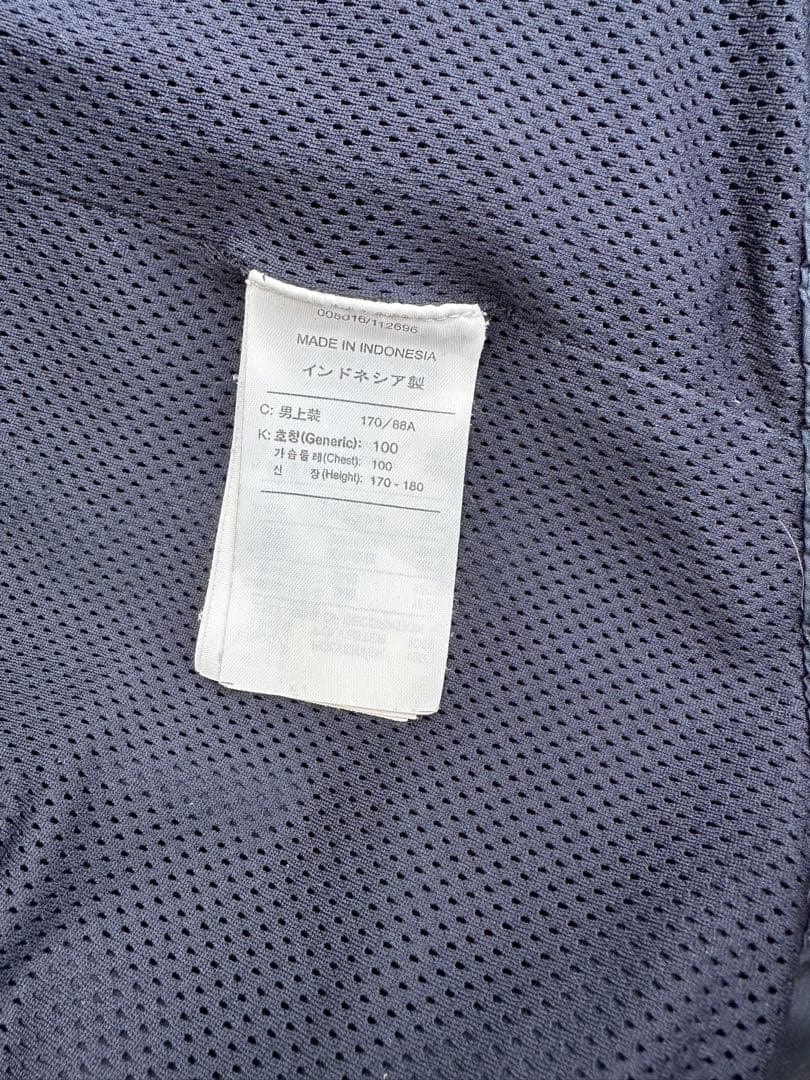 005016/112696
MADE IN INDONESIA
インドネシア製
C: 男上装 170/88A
K: 호칭(Generic): 100
가슴둘레(Chest): 100
신 장(Height): 170 - 180